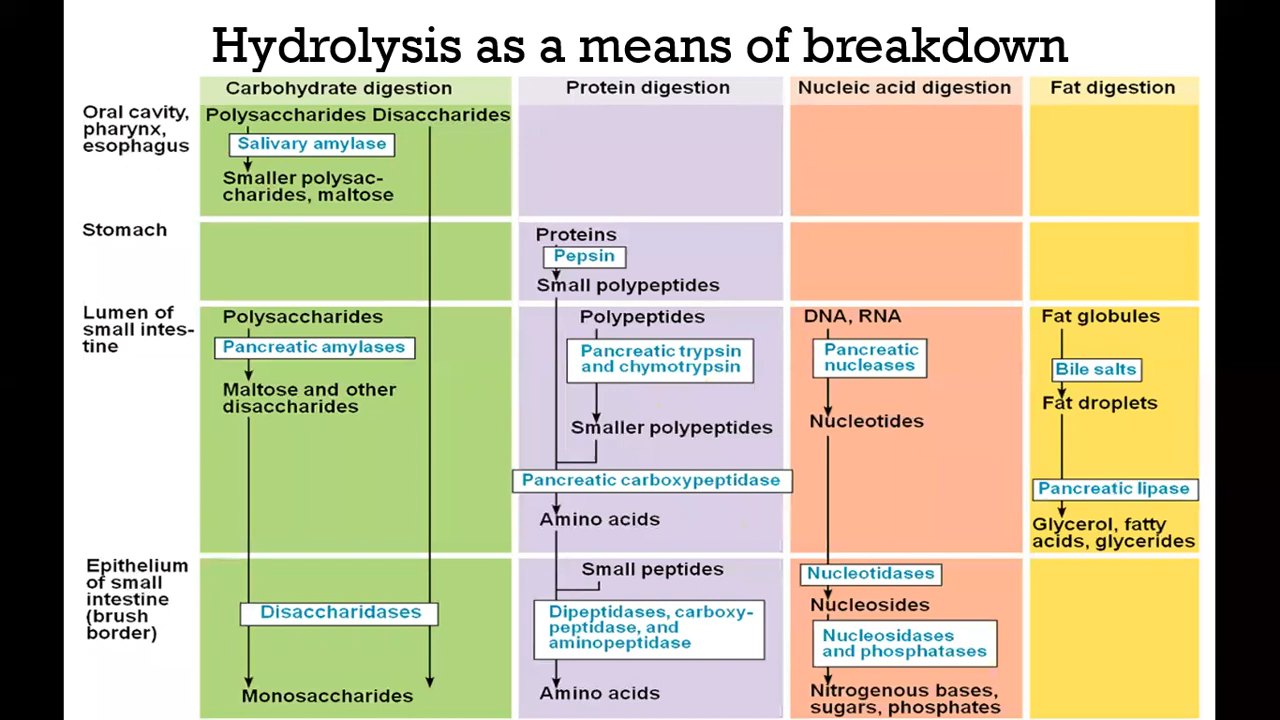 Hydrolysis as a means of breakdown
Carbohydrate digestion
Protein digestion
Nucleic acid digestion
Fat digestion
Oral cavity,
pharynx,
esophagus
Polysaccharides Disaccharides
Salivary amylase
Smaller polysac-
charides, maltose
Stomach
Proteins
Pepsin
Small polypeptides
Lumen of
small intes-
tine
Polysaccharides
Pancreatic amylases
Maltose and other
disaccharides
Polypeptides
Pancreatic trypsin
and chymotrypsin
Smaller polypeptides
Pancreatic carboxypeptidase
Amino acids
DNA, RNA
Pancreatic
nucleases
Nucleotides
Fat globules
Bile salts
Fat droplets
Pancreatic lipase
Glycerol, fatty
acids, glycerides
Epithelium
of small
intestine
(brush
border)
Disaccharidases
Monosaccharides
Small peptides
Dipeptidases, carboxy-
peptidase, and
aminopeptidase
Amino acids
Nucleotidases
Nucleosides
Nucleosidases
and phosphatases
Nitrogenous bases,
sugars, phosphates